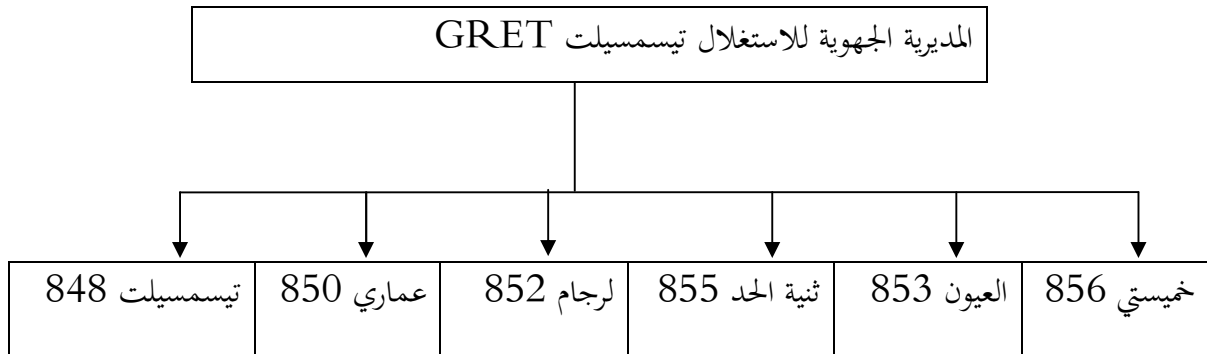 المديرية الجهوية للاستغلال تيسمسيلت GRET
خميستي 856
العيون 853
ثنية الحد 855
لرجام 852
عماري 850
تيسمسيلت 848